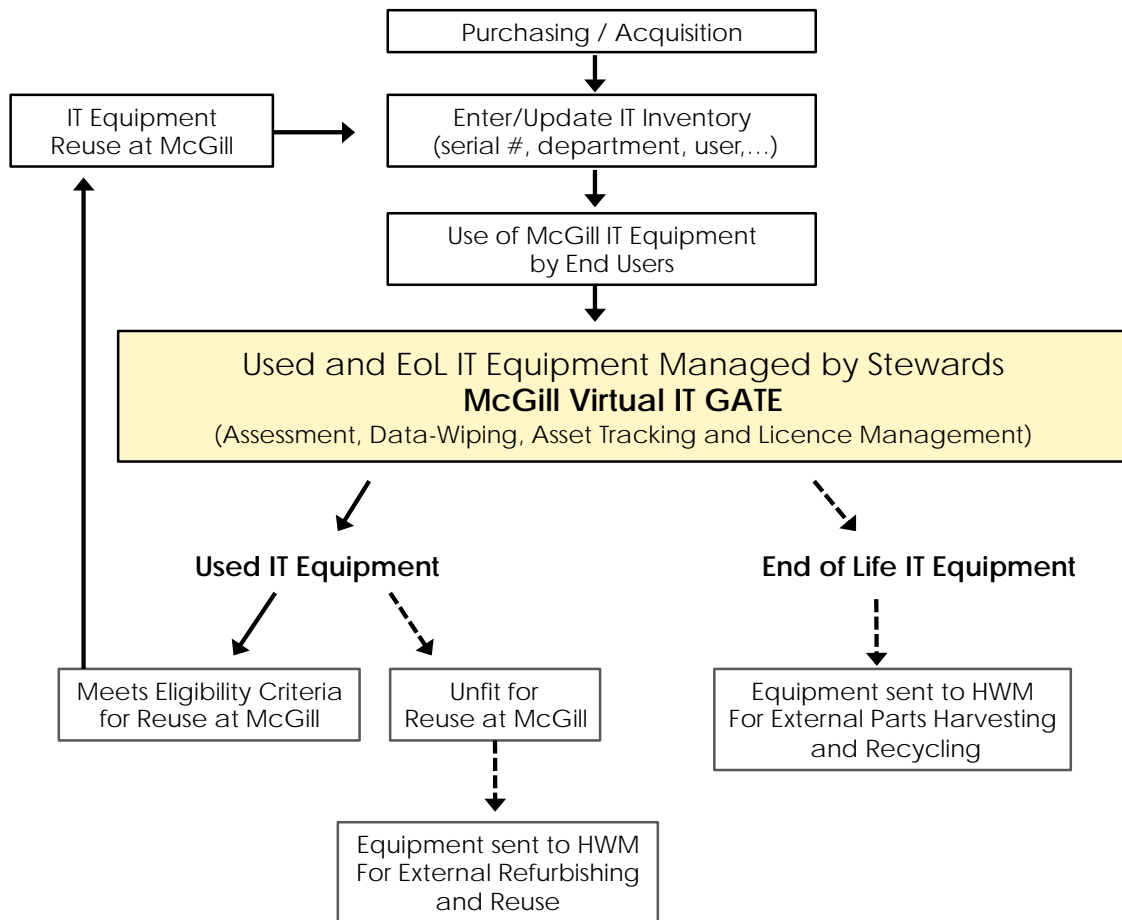 Purchasing / Acquisition
IT Equipment
Reuse at McGill
Enter/Update IT Inventory
(serial #, department, user,...)
Use of McGill IT Equipment
by End Users
Used and EoL IT Equipment Managed by Stewards
McGill Virtual IT GATE
(Assessment, Data-Wiping, Asset Tracking and Licence Management)
Used IT Equipment
End of Life IT Equipment
Meets Eligibility Criteria
for Reuse at McGill
Unfit for
Reuse at McGill
Equipment sent to HWM
For External Parts Harvesting
and Recycling
Equipment sent to HWM
For External Refurbishing
and Reuse